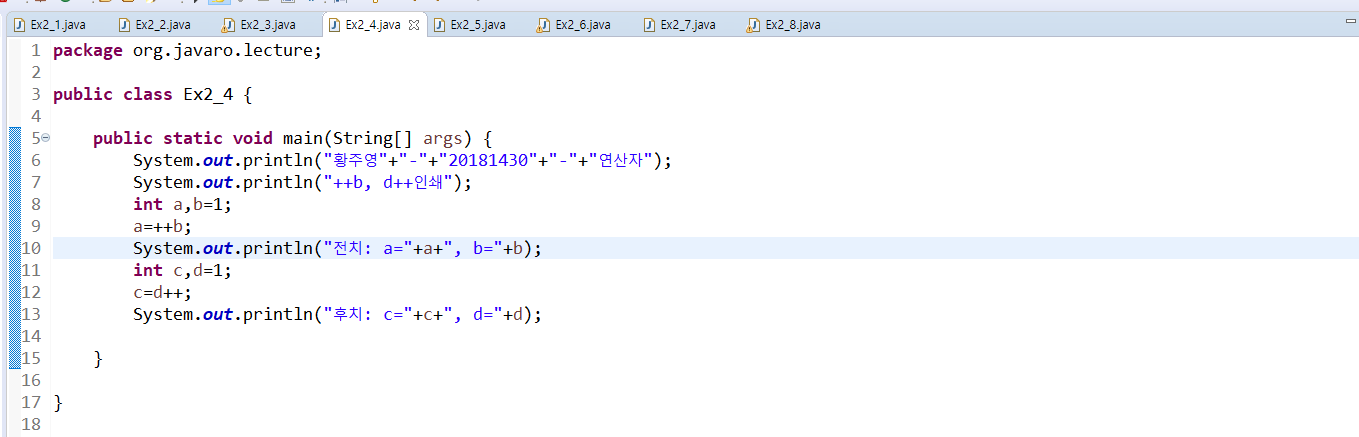 Ex2_1.java Ex2_2.java Ex2_3.java Ex2_4.java Ex2_5.java Ex2_6.java Ex2_7.java Ex2_8.java
1 package org.javaro.lecture;
2
3 public class Ex2_4 {
4
5 public static void main(String[] args) {
6 System.out.println("황주영"+"-"+"20181430"+"-"+"연산자");
7 System.out.println("++b, d++인쇄");
8 int a,b=1;
9 a=++b;
10 System.out.println("전치: a="+a+", b="+b);
11 int c,d=1;
12 c=d++;
13 System.out.println("후치: c="+c+", d="+d);
14
15 }
16
17 }
18